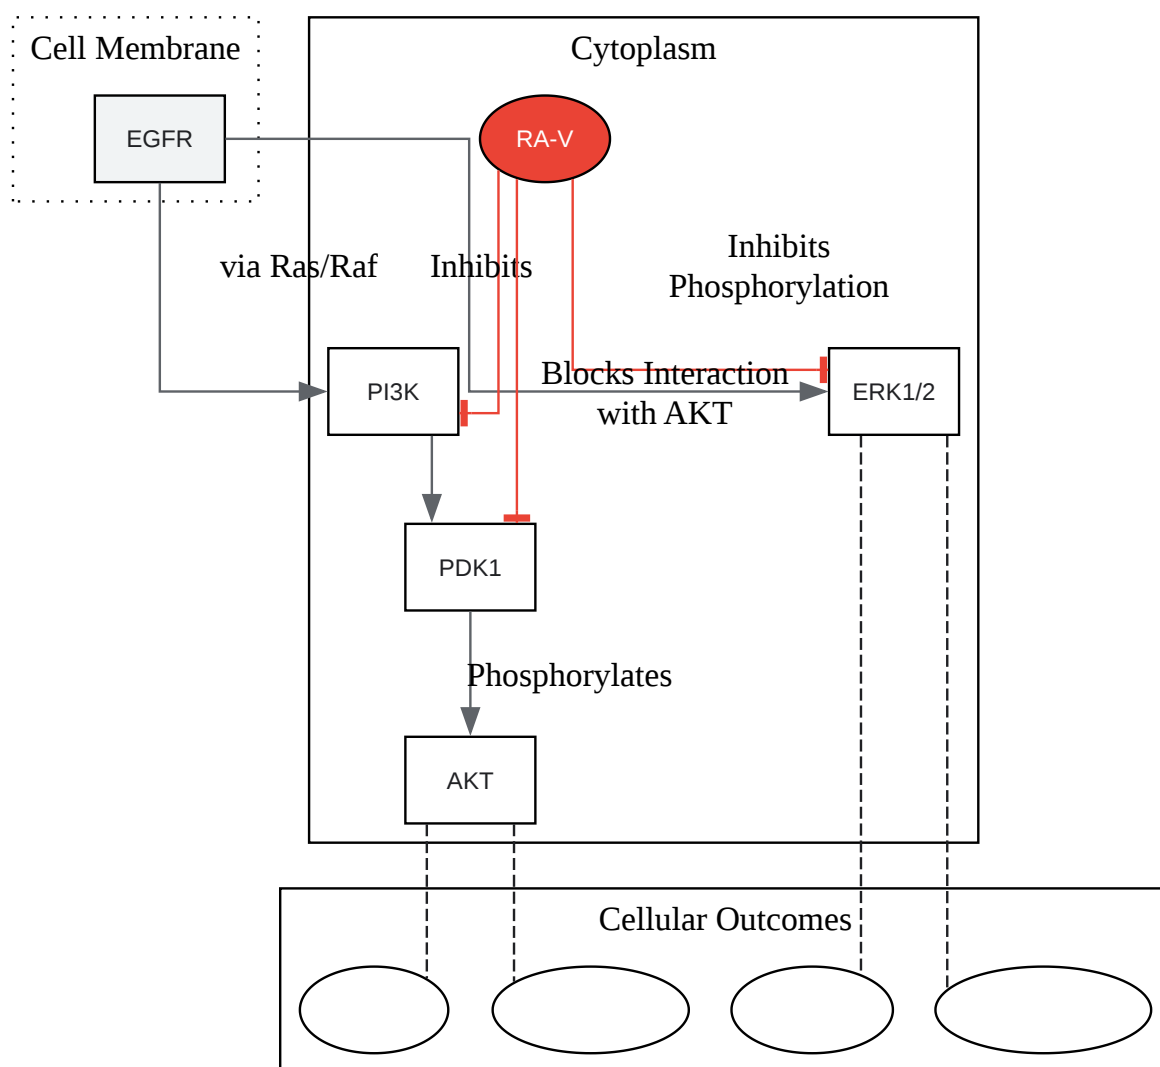 Cell Membrane
Cytoplasm
EGFR
RA-V
via Ras/Raf
Inhibits
Inhibits
Phosphorylation
Blocks Interaction
with AKT
PI3K
ERK1/2
PDK1
Phosphorylates
AKT
Cellular Outcomes